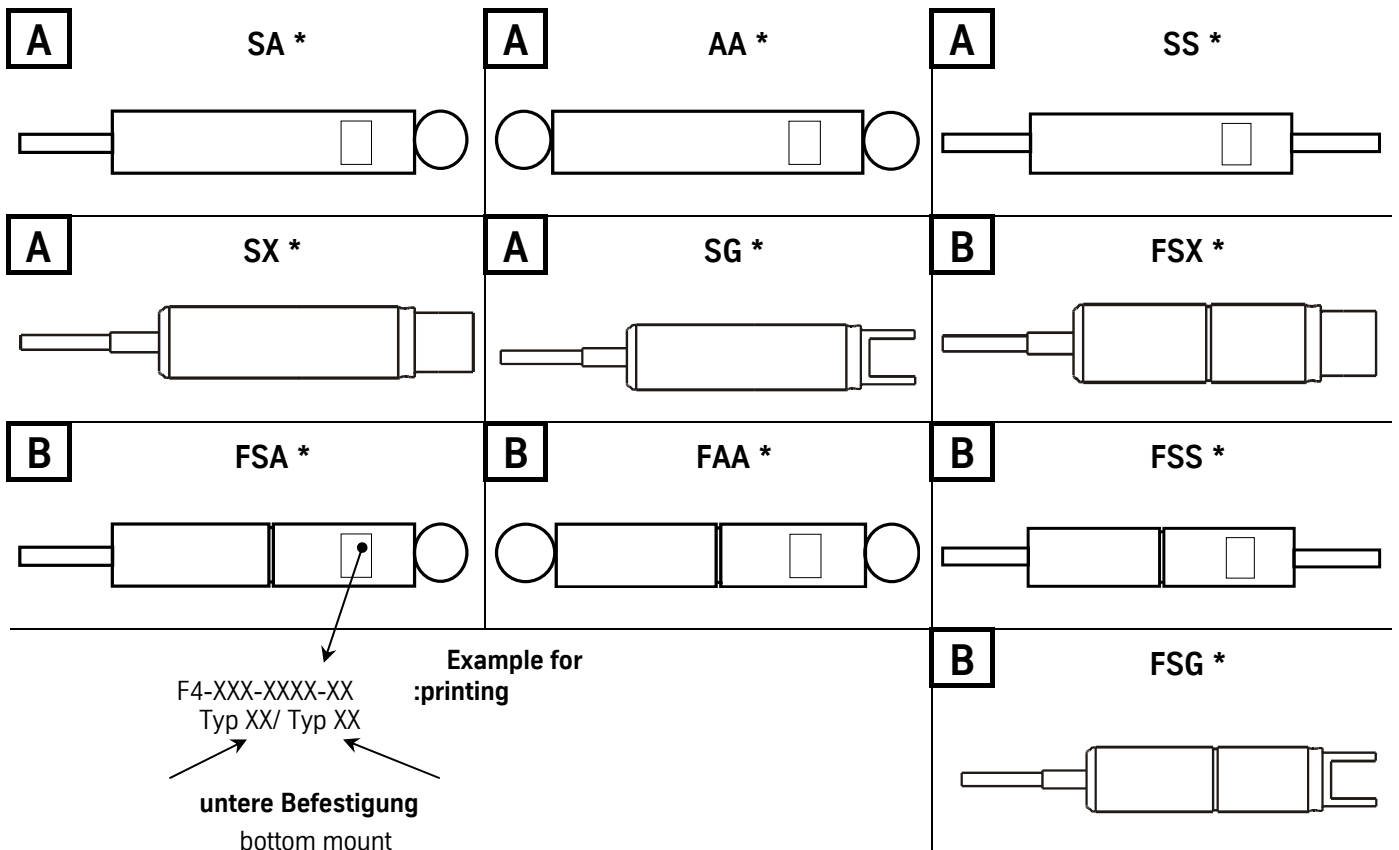 A
SA *
A
AA *
A
SS *
A
SX *
A
SG *
B
FSX *
B
FSA *
B
FAA *
B
FSS *
Example for
F4-XXX-XXXX-XX
:printing
Typ XX/ Typ XX
untere Befestigung
bottom mount
B
FSG *